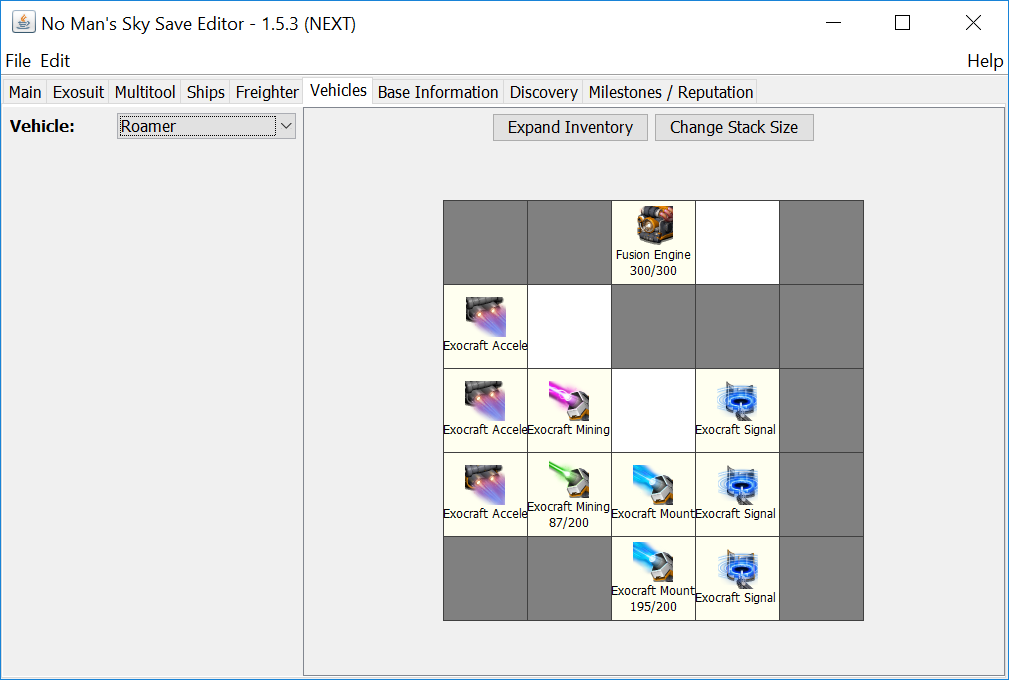 No Man's Sky Save Editor - 1.5.3 (NEXT)
File Edit Help
Main Exosuit Multitool Ships Freighter Vehicles Base Information Discovery Milestones / Reputation
Vehicle: Roamer
Expand Inventory Change Stack Size
Fusion Engine
300/300
Exocraft Accele
Exocraft Accele Exocraft Mining Exocraft Signal
Exocraft Accele Exocraft Mining Exocraft Mount Exocraft Signal
87/200
Exocraft Mount Exocraft Signal
195/200